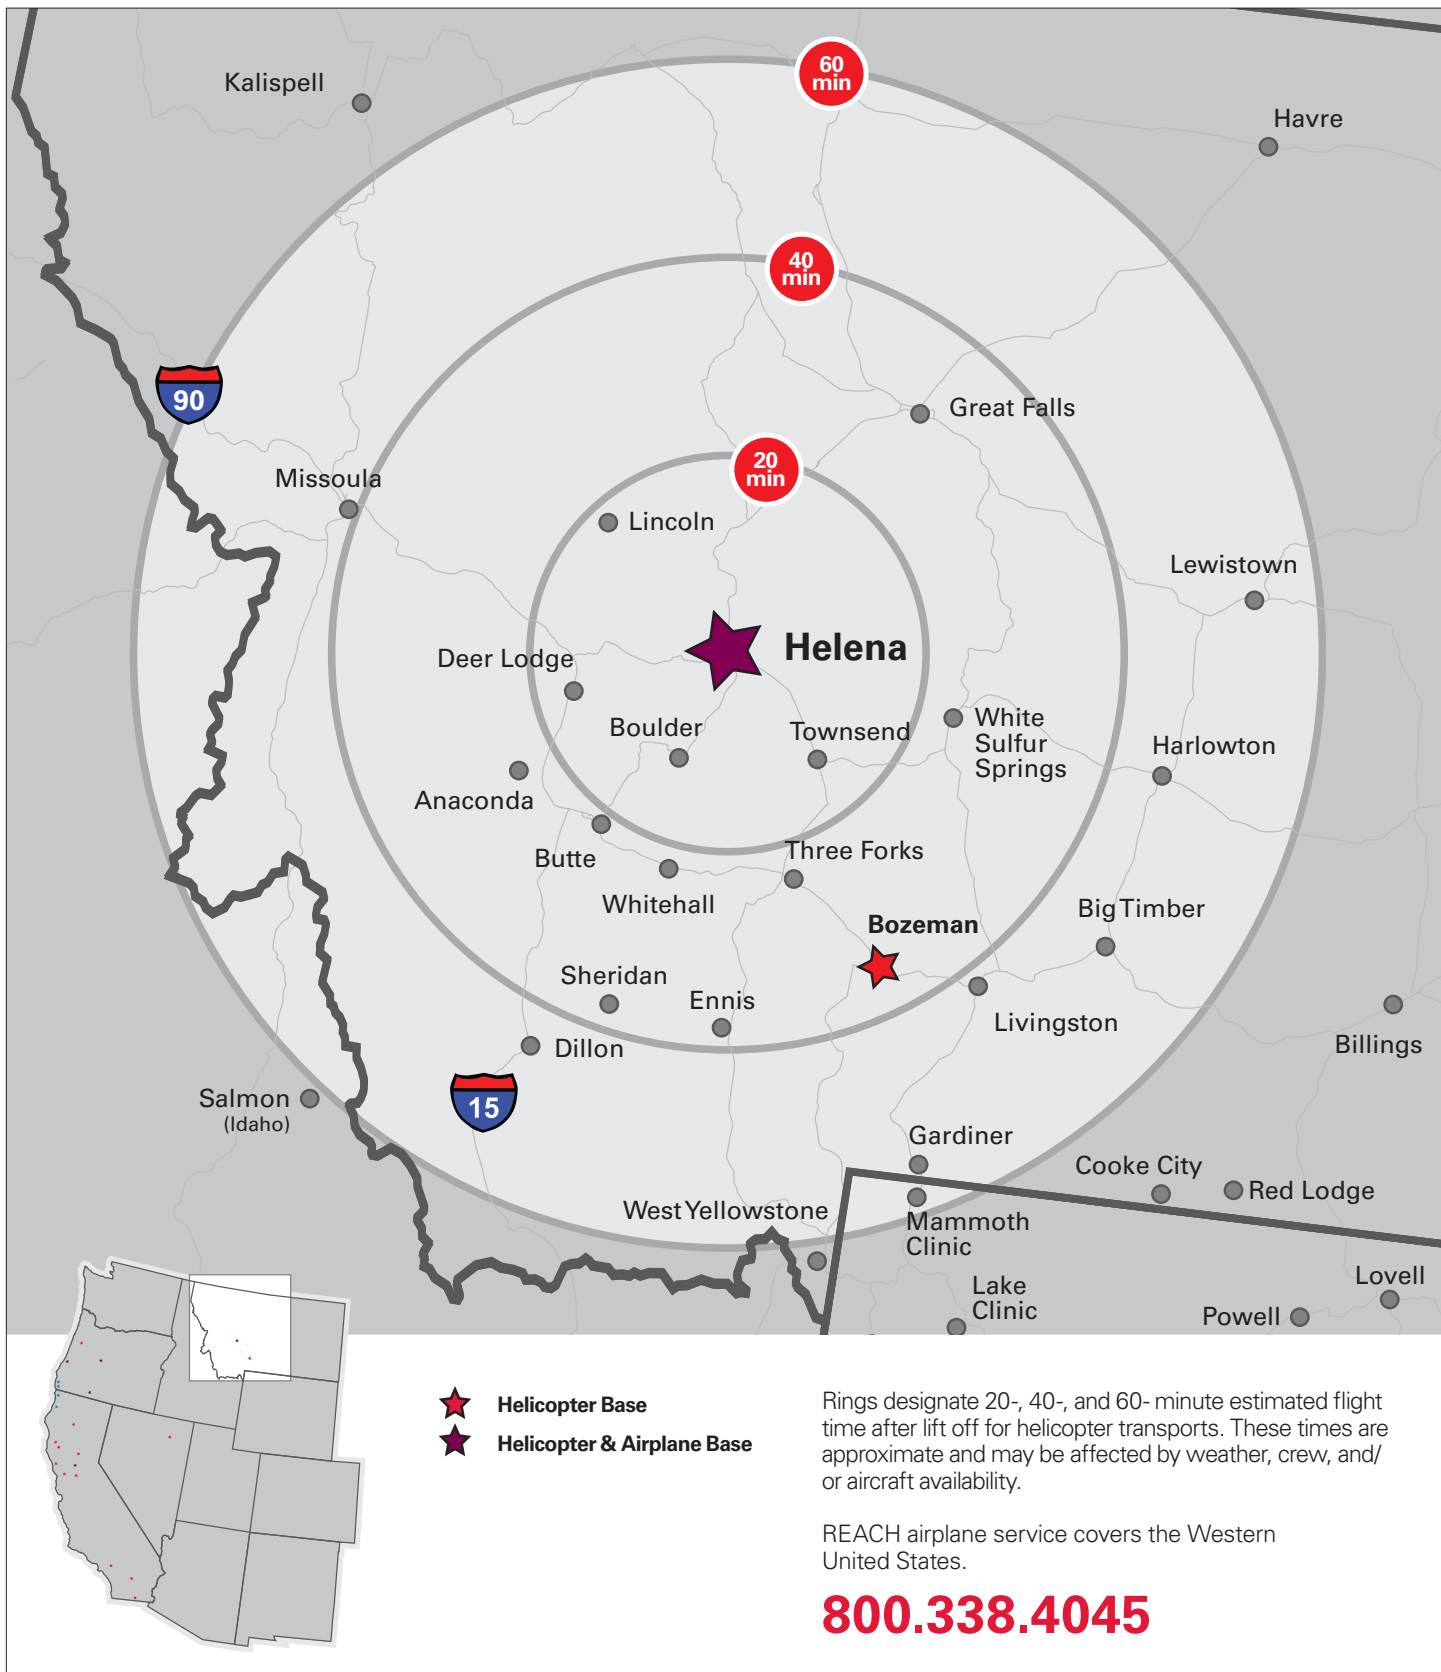 60
min
Kalispell
Havre
40
min
90
Great Falls
20
min
Missoula
Lincoln
Lewistown
Helena
Deer Lodge
Boulder
Townsend
White
Sulfur
Springs
Harlowton
Anaconda
Butte
Three Forks
Whitehall
Big Timber
Bozeman
Sheridan
Ennis
Livingston
Dillon
Billings
15
Salmon
(Idaho)
Gardiner
Cooke City
Red Lodge
West Yellowstone
Mammoth
Clinic
Lake
Clinic
Lovell
Powell
Helicopter Base
Helicopter & Airplane Base
Rings designate 20-, 40-, and 60- minute estimated flight
time after lift off for helicopter transports. These times are
approximate and may be affected by weather, crew, and/
or aircraft availability.
REACH airplane service covers the Western
United States.
800.338.4045